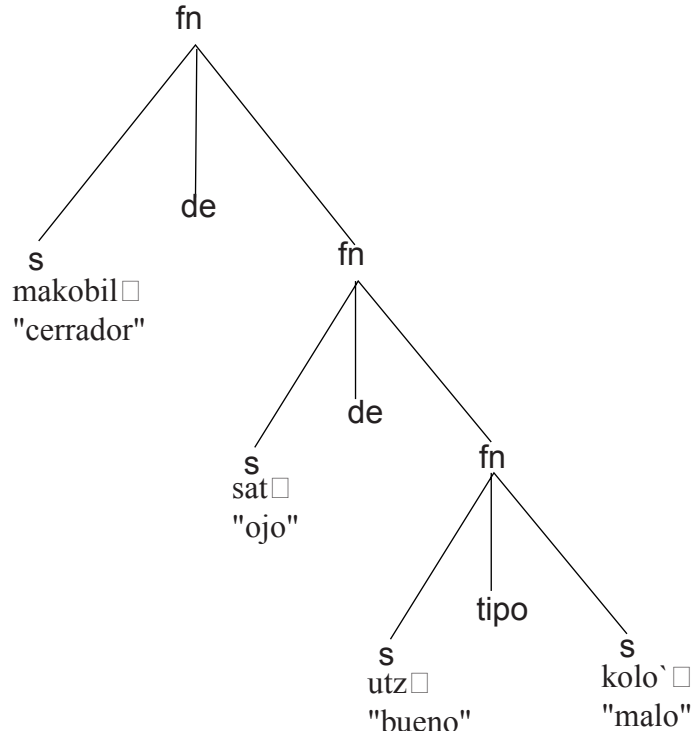 fn
de
s
makobil□
"cerrador"
fn
de
s
sat□
"ojo"
fn
tipo
s
utz□
"bueno"
s
kolo`□
"malo"